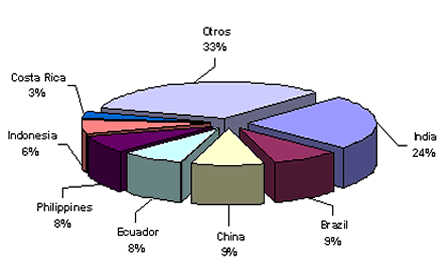 Otros
33%
Costa Rica
3%
India
24%
Indonesia
6%
Philippines
8%
Ecuador
8%
China
9%
Brazil
9%